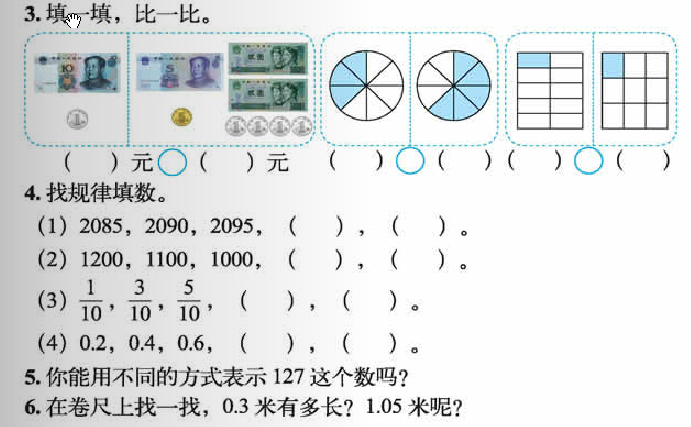 3. 填一填，比一比。
（　　）元○（　　）元　（　　）○（　　）（　　）○（　　）
4. 找规律填数。
（1）2085，2090，2095，（　　），（　　）。
（2）1200，1100，1000，（　　），（　　）。
（3）1/10，3/10，5/10，（　　），（　　）。
（4）0.2，0.4，0.6，（　　），（　　）。
5. 你能用不同的方式表示 127 这个数吗？
6. 在卷尺上找一找，0.3 米有多长？1.05 米呢？